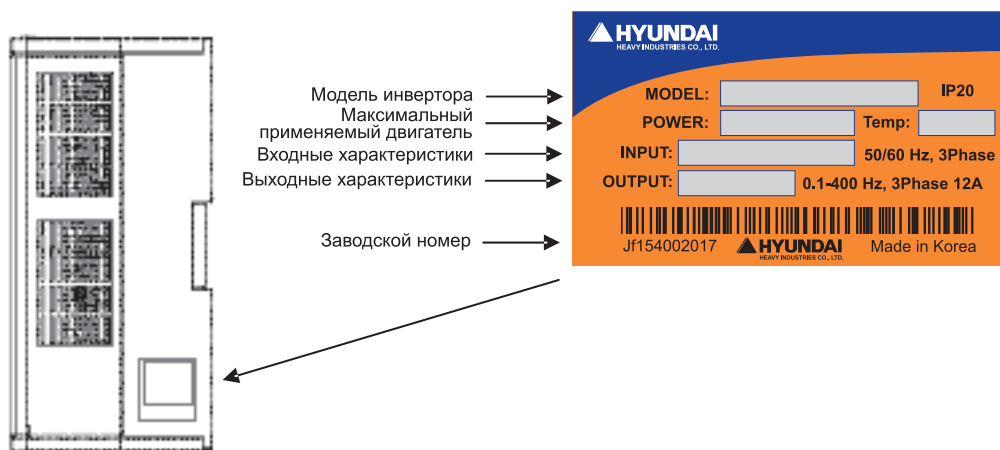 HYUNDAI
HEAVY INDUSTRIES CO., LTD.
Модель инвертора
MODEL:
IP20
Максимальный
применяемый двигатель
POWER:
Temp:
Входные характеристики
INPUT:
50/60 Hz, 3Phase
Выходные характеристики
OUTPUT:
0.1-400 Hz, 3Phase 12A
Заводской номер
Jf154002017
HYUNDAI
HEAVY INDUSTRIES CO., LTD.
Made in Korea